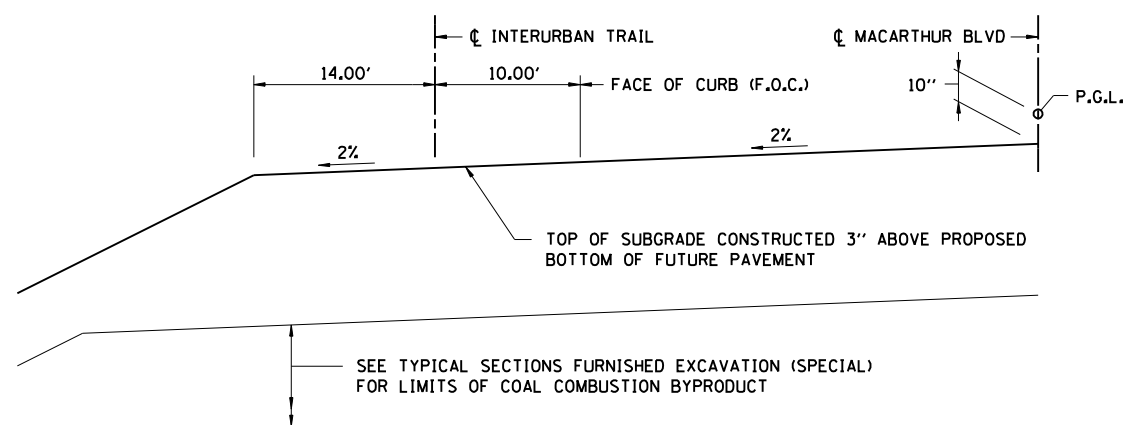 ℄ INTERURBAN TRAIL
℄ MACARTHUR BLVD
14.00'
10.00'
FACE OF CURB (F.O.C.)
10''
P.G.L.
2%
2%
TOP OF SUBGRADE CONSTRUCTED 3'' ABOVE PROPOSED
BOTTOM OF FUTURE PAVEMENT
SEE TYPICAL SECTIONS FURNISHED EXCAVATION (SPECIAL)
FOR LIMITS OF COAL COMBUSTION BYPRODUCT